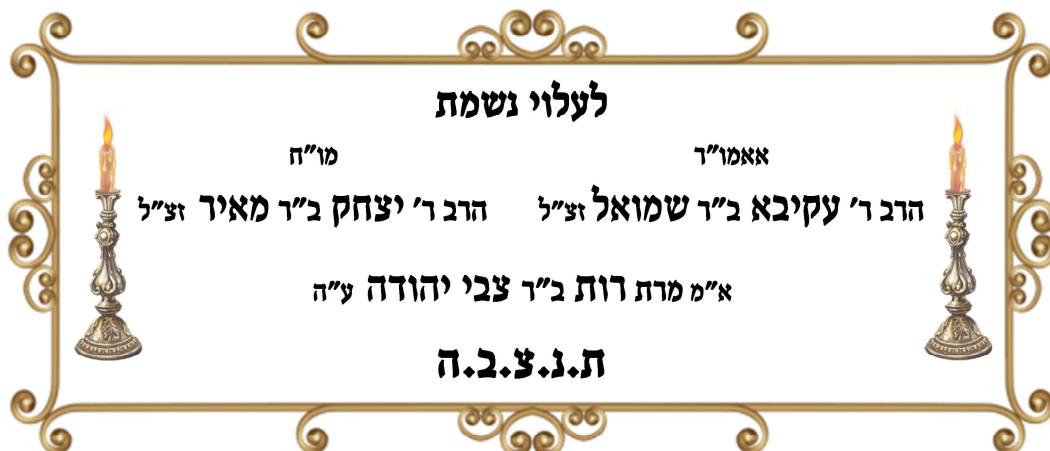 לעלוי נשמת
אאמו״ר מו״ח
הרב ר׳ עקיבא ב״ר שמואל זצ״ל הרב ר׳ יצחק ב״ר מאיר זצ״ל
א״מ מרת רות ב״ר צבי יהודה ע״ה
ת.נ.צ.ב.ה